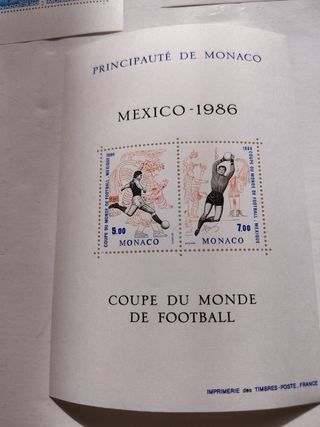 PRINCIPAUTÉ DE MONACO
MEXICO - 1986
1986
COUPE DU MONDE DE FOOTBALL, MEXIQUE
5.00
MONACO
1986
COUPE DU MONDE DE FOOTBALL, MEXIQUE
7.00
MONACO
COUPE DU MONDE
DE FOOTBALL
IMPRIMERIE des TIMBRES-POSTE, FRANCE